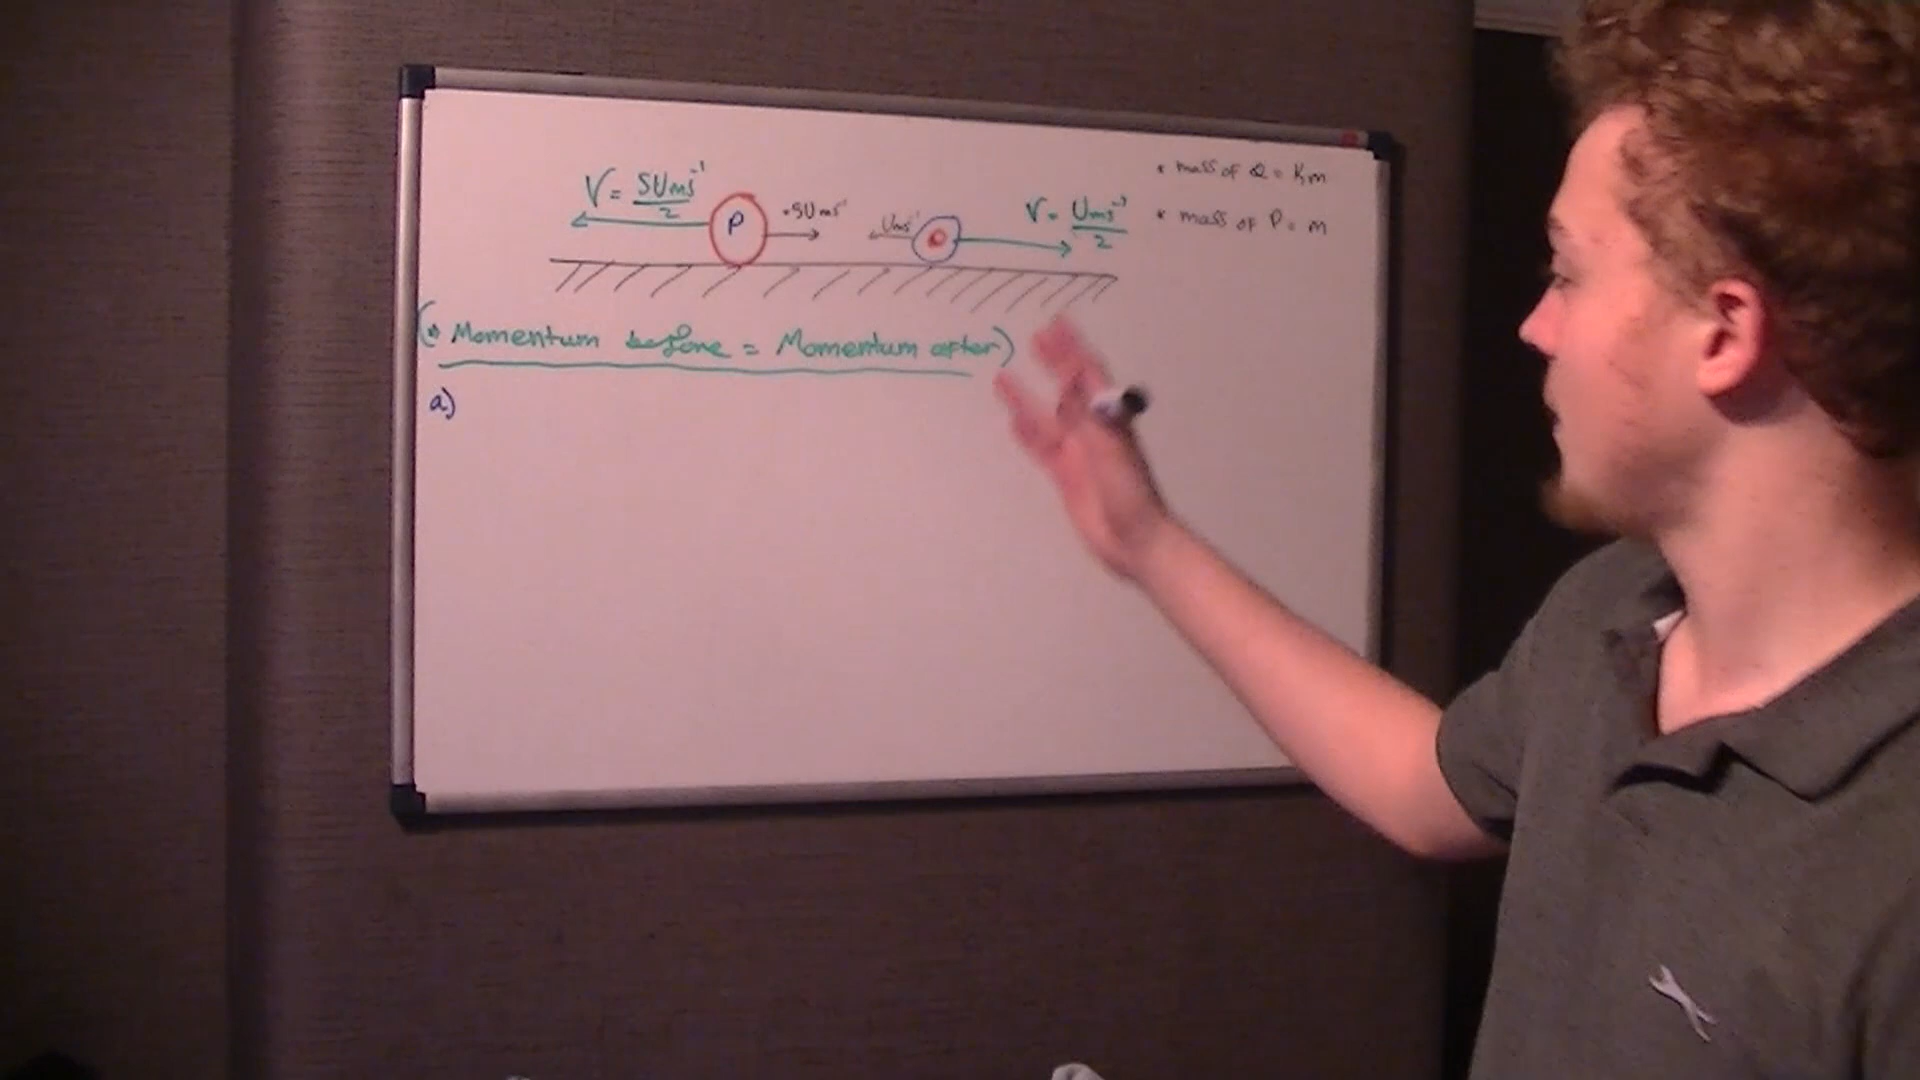 * mass of Q = Km
* mass of P = m
V = 5Ums⁻¹/2
P
5Ums⁻¹
Ums⁻¹
V = Ums⁻¹/2
(* Momentum before = Momentum after)
a)